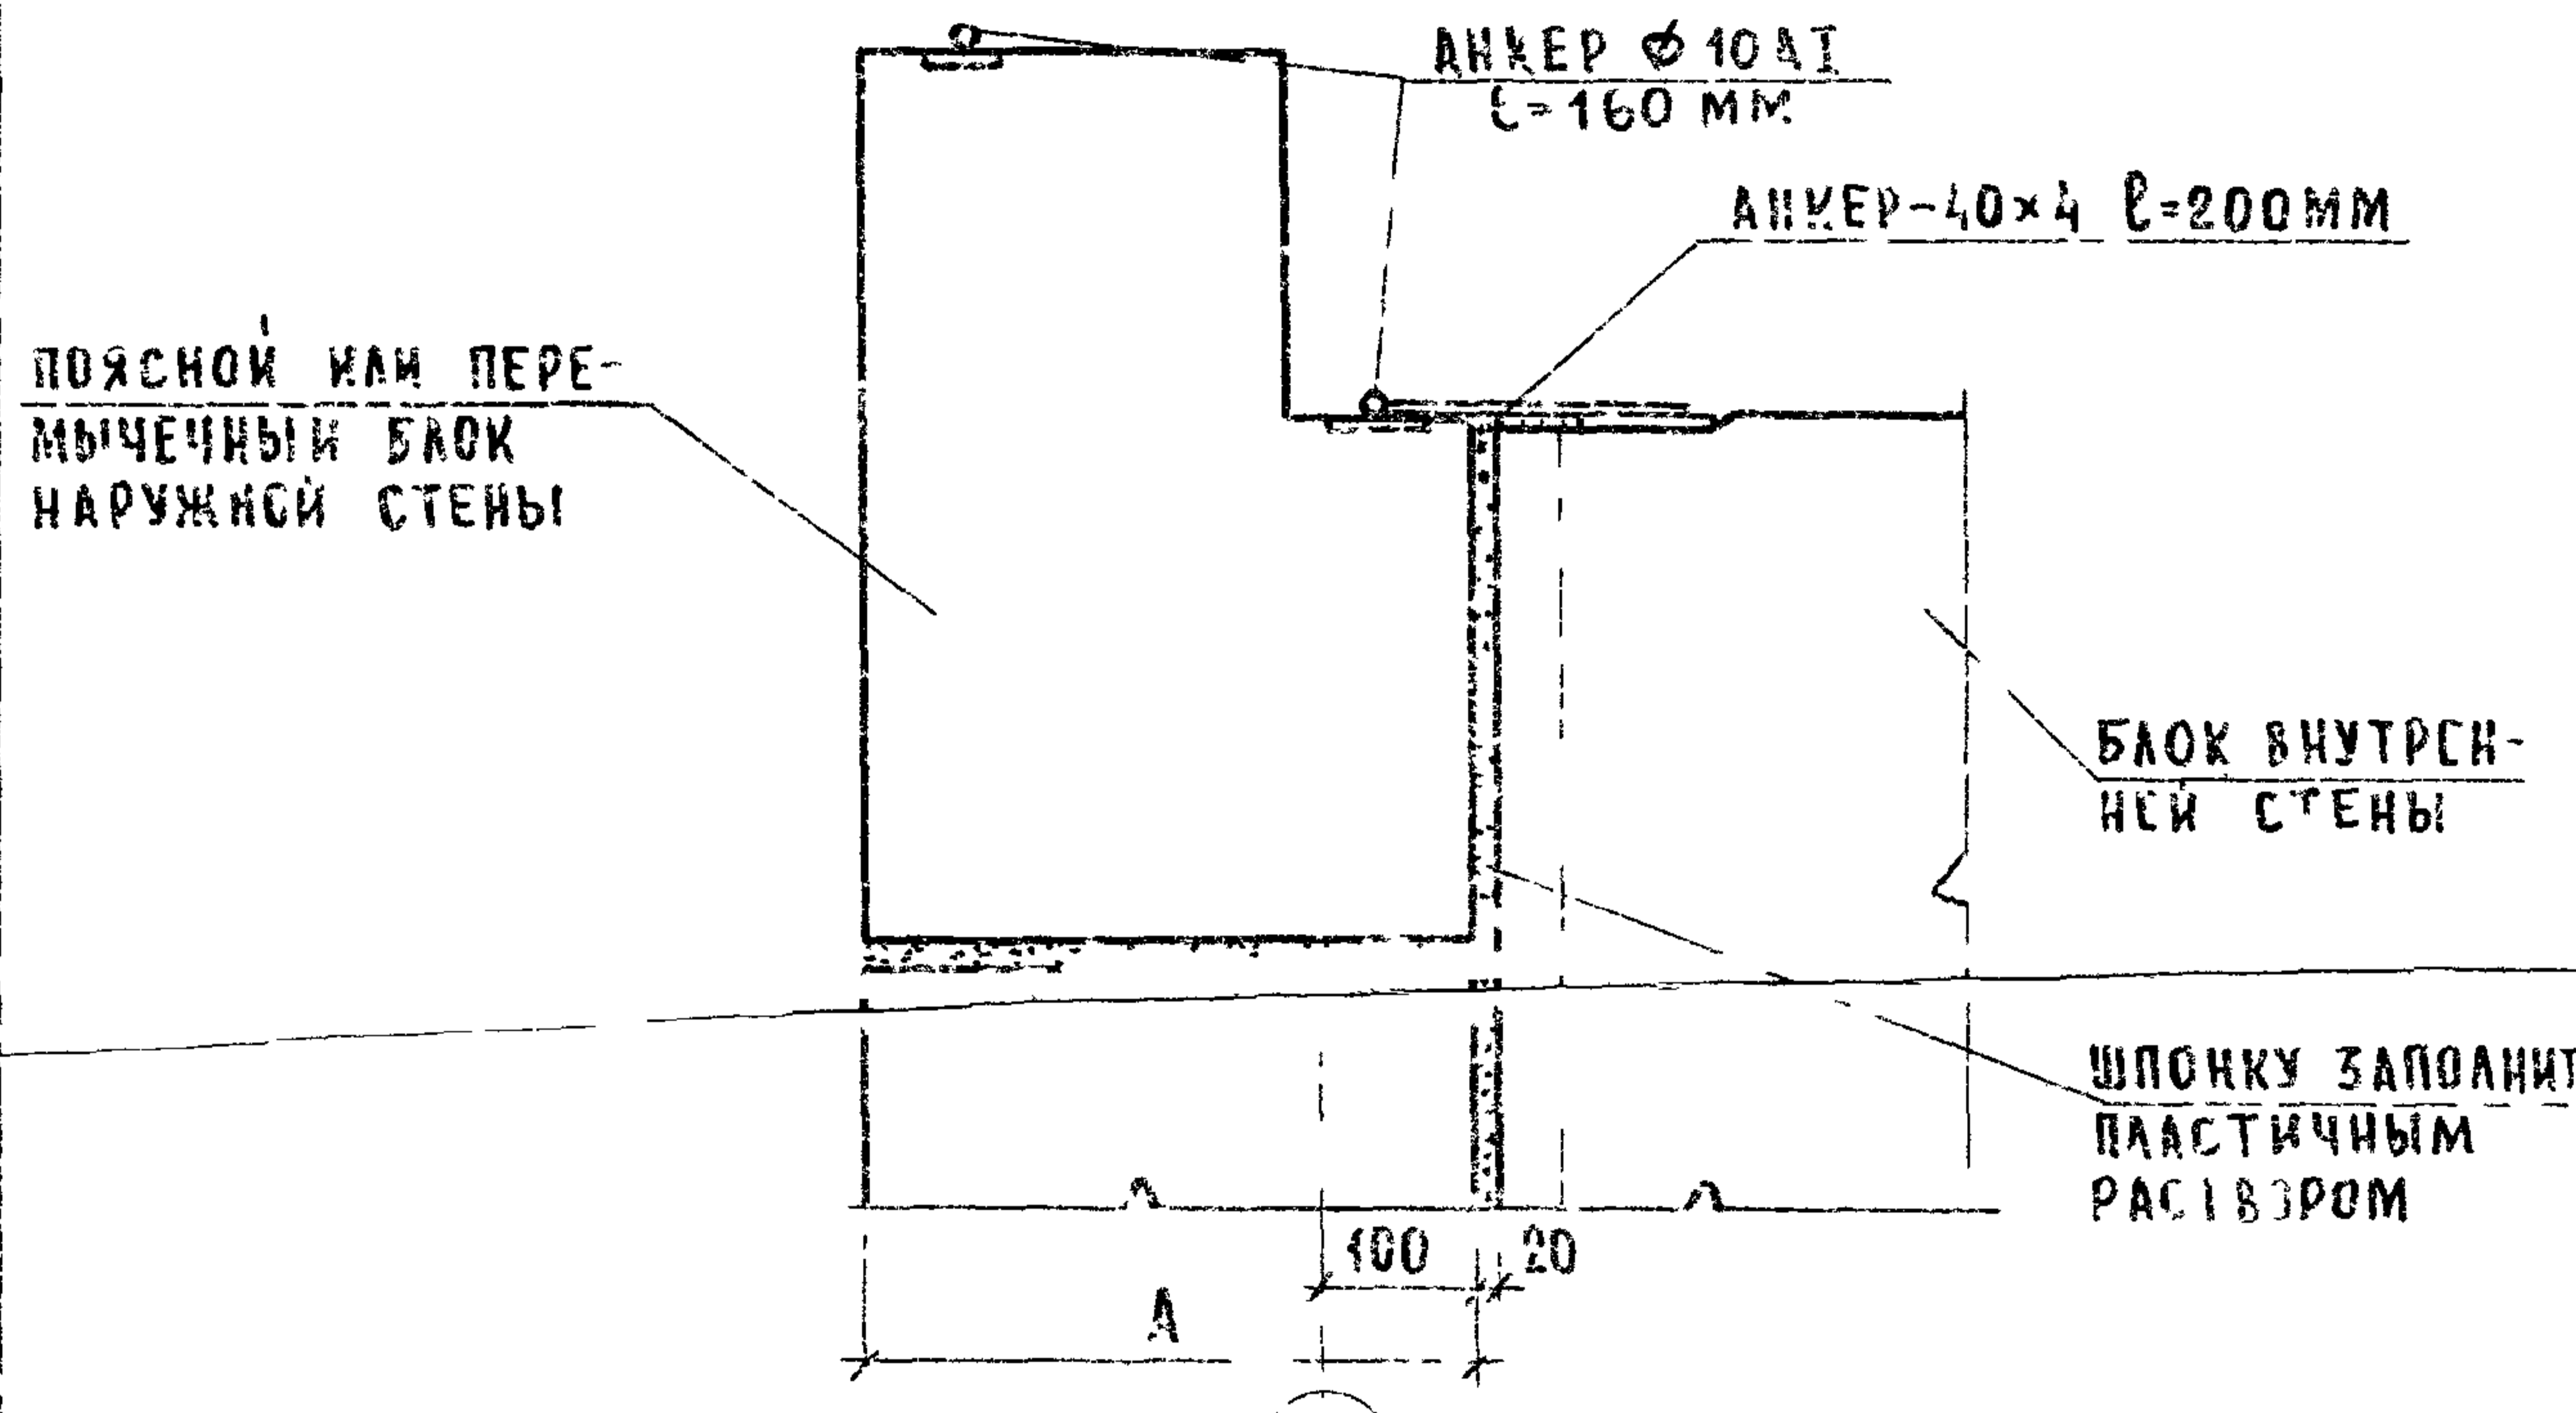 АНКЕР ⌀ 10 АI
ℓ=160 ММ
АНКЕР-40×4 ℓ=200ММ
ПОЯСНОЙ ИЛИ ПЕРЕ-
МЫЧЕЧНЫЙ БЛОК
НАРУЖНОЙ СТЕНЫ
БЛОК ВНУТРЕН-
НЕЙ СТЕНЫ
ШПОНКУ ЗАПОЛНИТ
ПЛАСТИЧНЫМ
РАСТВОРОМ
100 20
А